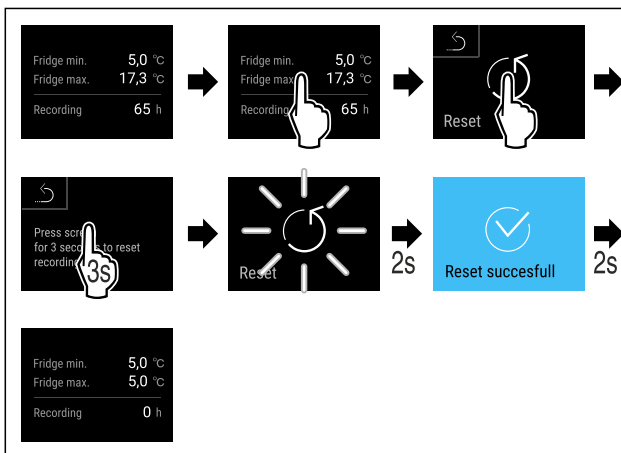 Fridge min. 5,0 °C
Fridge max. 17,3 °C
Recording 65 h
Fridge min. 5,0 °C
Fridge max. 17,3 °C
Recording 65 h
Reset
Press screen
for 3 seconds to reset
recording
3s
Reset
2s
Reset succesfull
2s
Fridge min. 5,0 °C
Fridge max. 5,0 °C
Recording 0 h